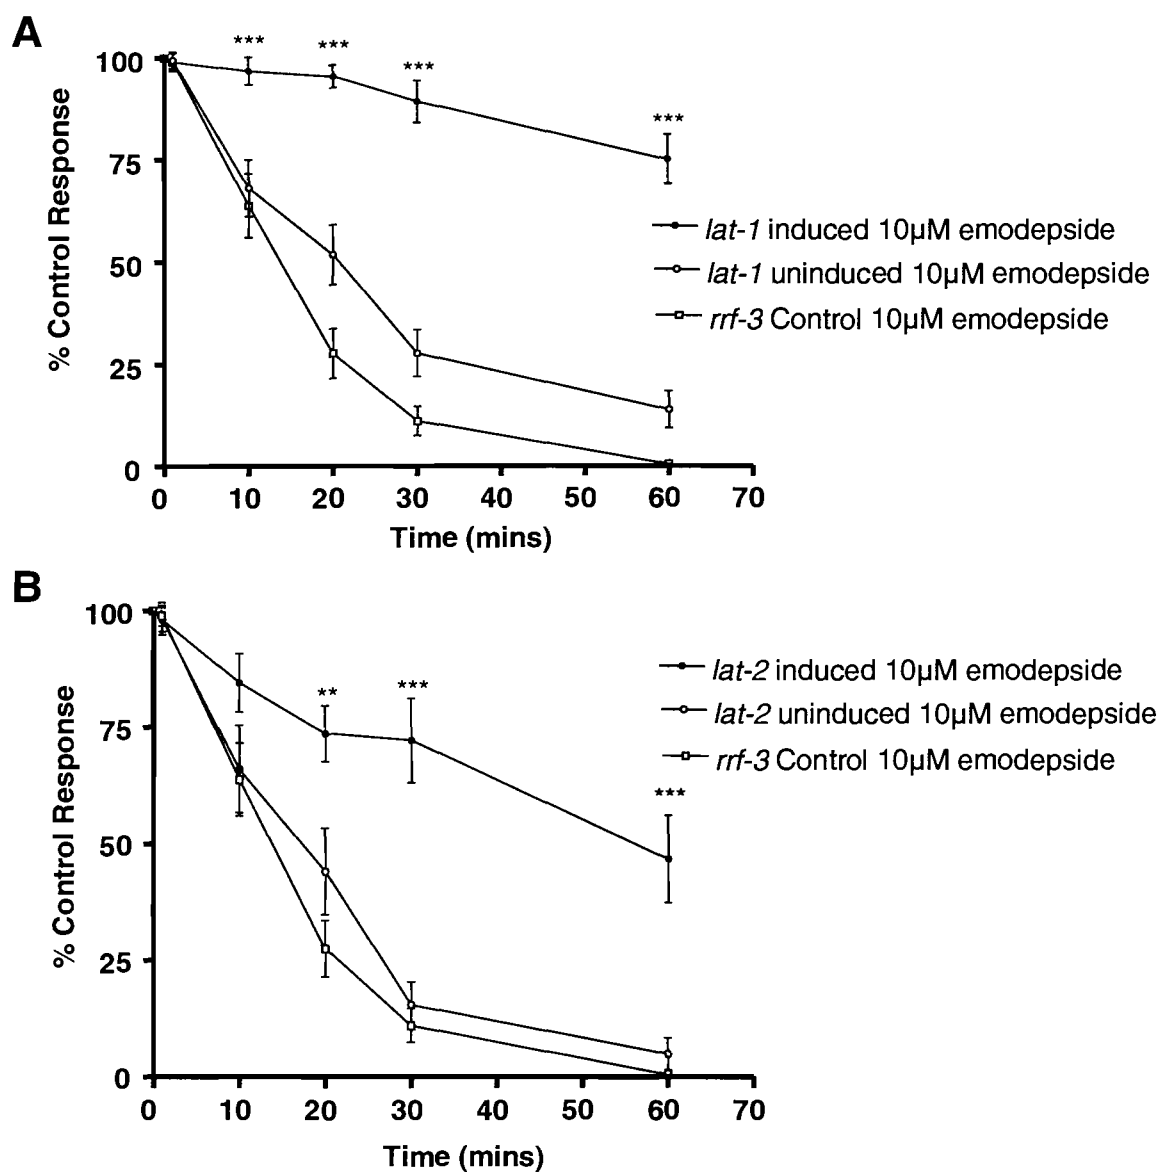 A
100
75
50
25
0
% Control Response
***
***
***
***
lat-1 induced 10µM emodepside
lat-1 uninduced 10µM emodepside
rrf-3 Control 10µM emodepside
0 10 20 30 40 50 60 70
Time (mins)
B
100
75
50
25
0
% Control Response
**
***
***
lat-2 induced 10µM emodepside
lat-2 uninduced 10µM emodepside
rrf-3 Control 10µM emodepside
0 10 20 30 40 50 60 70
Time (mins)